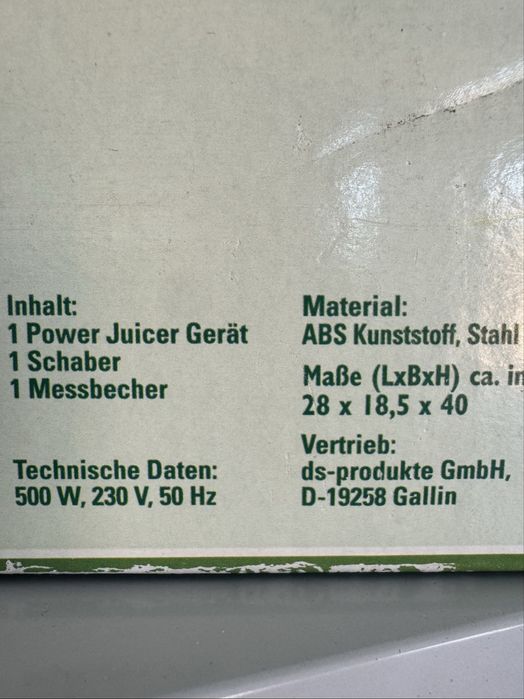 Inhalt:
1 Power Juicer Gerät
1 Schaber
1 Messbecher
Technische Daten:
500 W, 230 V, 50 Hz
Material:
ABS Kunststoff, Stahl
Maße (LxBxH) ca. in
28 x 18,5 x 40
Vertrieb:
ds-produkte GmbH,
D-19258 Gallin